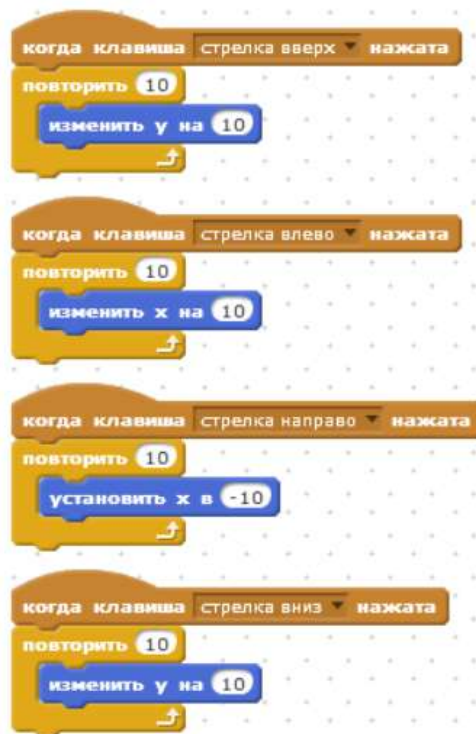 когда клавиша стрелка вверх нажата
повторить 10
изменить y на 10
когда клавиша стрелка влево нажата
повторить 10
изменить x на 10
когда клавиша стрелка направо нажата
повторить 10
установить x в -10
когда клавиша стрелка вниз нажата
повторить 10
изменить y на 10